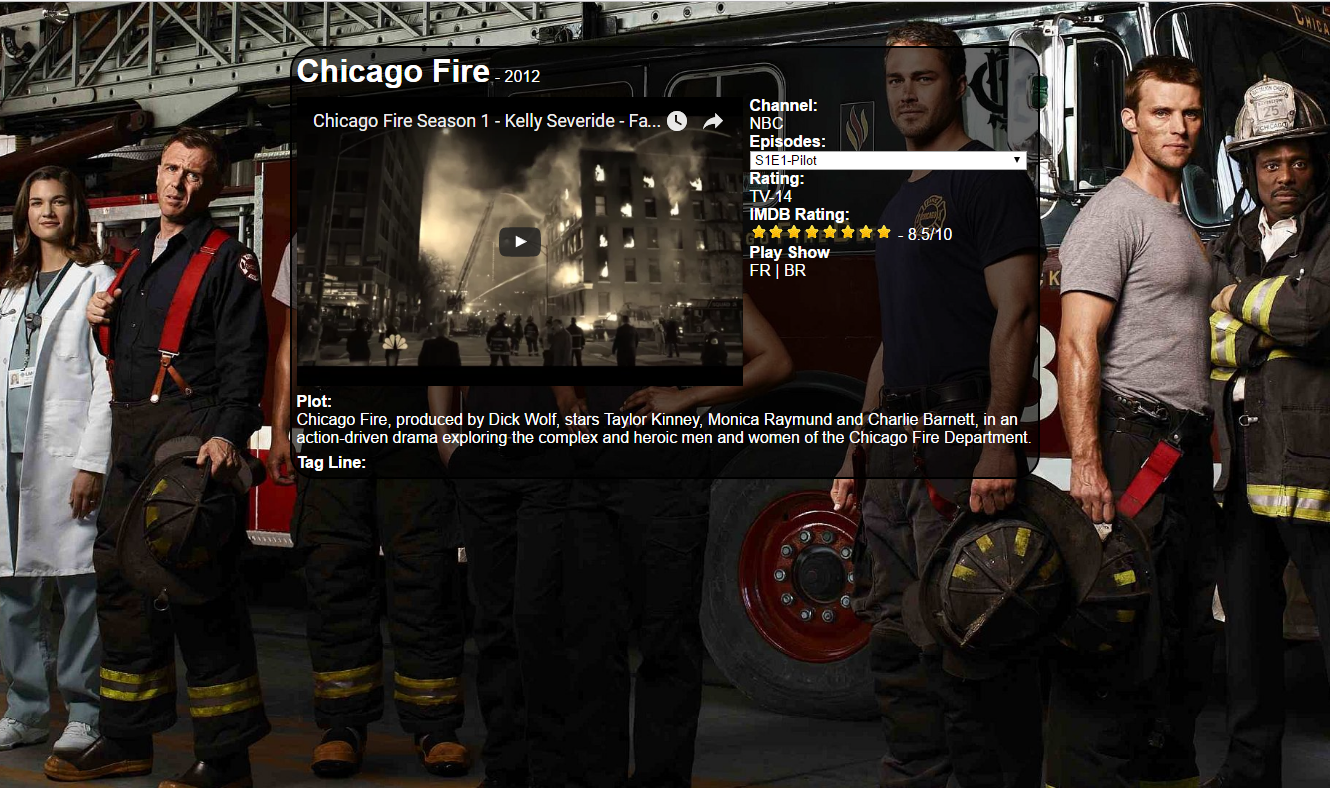 Chicago Fire - 2012
Chicago Fire Season 1 - Kelly Severide - Fa...
Channel:
NBC
Episodes:
S1E1-Pilot
Rating:
TV-14
IMDB Rating:
- 8.5/10
Play Show
FR | BR
Plot:
Chicago Fire, produced by Dick Wolf, stars Taylor Kinney, Monica Raymund and Charlie Barnett, in an
action-driven drama exploring the complex and heroic men and women of the Chicago Fire Department.
Tag Line:
25
CHICAGO